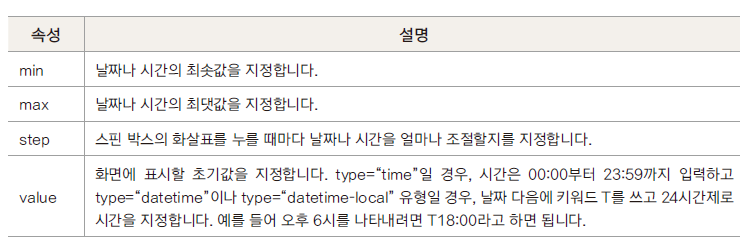 속성 설명
min 날짜나 시간의 최솟값을 지정합니다.
max 날짜나 시간의 최댓값을 지정합니다.
step 스핀 박스의 화살표를 누를 때마다 날짜나 시간을 얼마나 조절할지를 지정합니다.
화면에 표시할 초기값을 지정합니다. type=“time”일 경우, 시간은 00:00부터 23:59까지 입력하고
value type=“datetime”이나 type=“datetime-local” 유형일 경우, 날짜 다음에 키워드 T를 쓰고 24시간제로
시간을 지정합니다. 예를 들어 오후 6시를 나타내려면 T18:00라고 하면 됩니다.